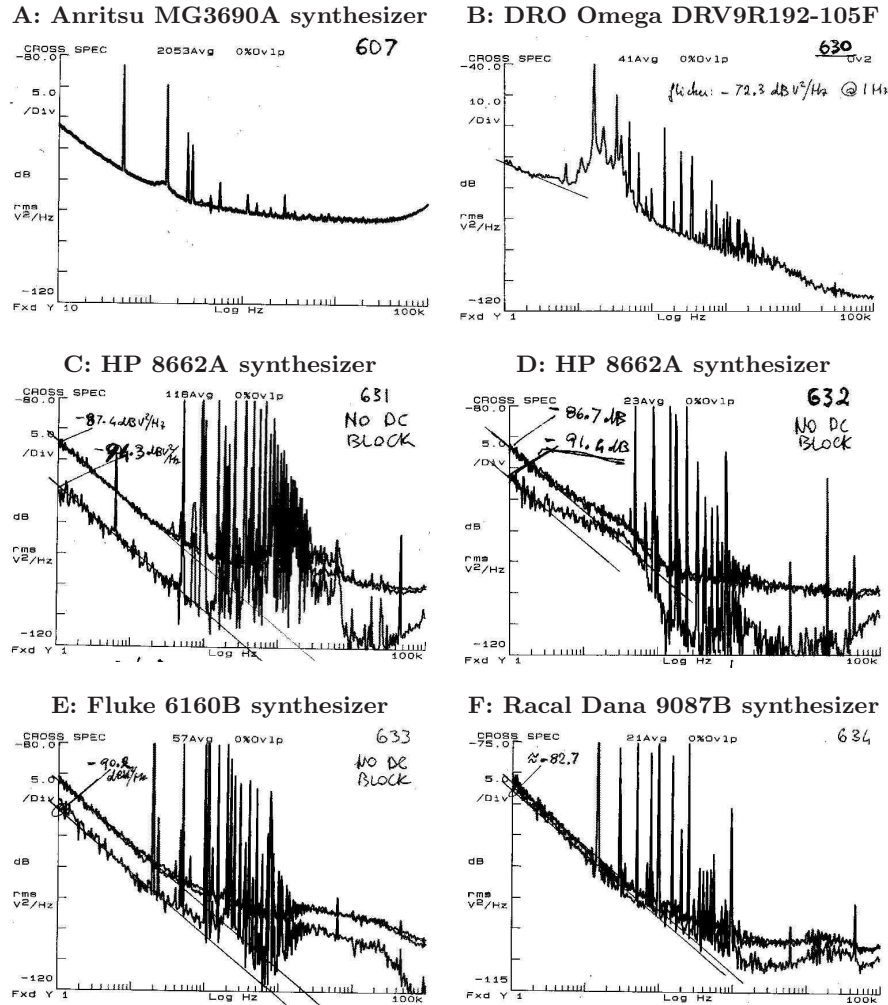 A: Anritsu MG3690A synthesizer
CROSS SPEC 2053Avg 0%Ovlp 607
-80.0
5.0
/Div
dB
rms
V²/Hz
-120
Fxd Y 10 Log Hz 100k
B: DRO Omega DRV9R192-105F
CROSS SPEC 41Avg 0%Ovlp 630 Ov2
-40.0
flicker: -72.3 dBV²/Hz @ 1 Hz
10.0
/Div
dB
rms
V²/Hz
-120
Fxd Y 1 Log Hz 100k
C: HP 8662A synthesizer
CROSS SPEC 118Avg 0%Ovlp 631
-80.0
-87.4 dBV²/Hz
NO DC
BLOCK
5.0
/Div
-94.3 dBV²/Hz
dB
rms
V²/Hz
-120
Fxd Y 1 Log Hz 100k
D: HP 8662A synthesizer
CROSS SPEC 23Avg 0%Ovlp 632
-80.0
-86.7 dB
NO DC
BLOCK
5.0
-91.4 dB
/Div
dB
rms
V²/Hz
-120
Fxd Y 1 Log Hz 100k
E: Fluke 6160B synthesizer
CROSS SPEC 57Avg 0%Ovlp 633
-80.0
NO DC
BLOCK
5.0
/Div
dB
rms
V²/Hz
-120
Fxd Y 1 Log Hz 100k
F: Racal Dana 9087B synthesizer
CROSS SPEC 21Avg 0%Ovlp 634
-75.0
≈-82.7
5.0
/Div
dB
rms
V²/Hz
-115
Fxd Y 1 Log Hz 100k